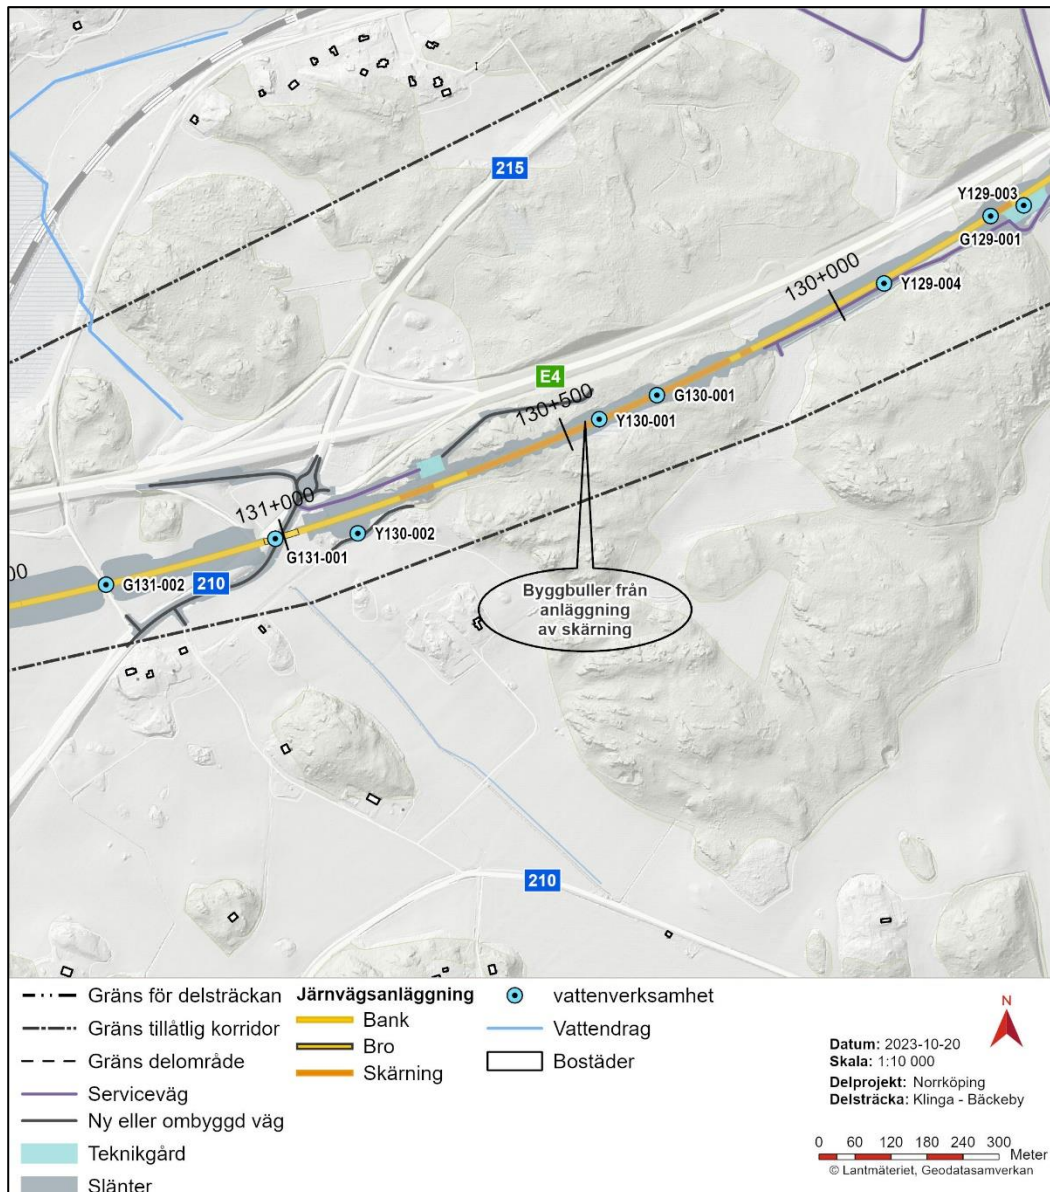 215
Y129-003
G129-001
130+000
Y129-004
E4
130+500
G130-001
Y130-001
131+000
Y130-002
G131-001
00
G131-002
210
Byggbuller från
anläggning
av skärning
210
Gräns för delsträckan
Gräns tillåtlig korridor
Gräns delområde
Serviceväg
Ny eller ombyggd väg
Teknikgård
Slänter
Järnvägsanläggning
Bank
Bro
Skärning
vattenverksamhet
Vattendrag
Bostäder
N
Datum: 2023-10-20
Skala: 1:10 000
Delprojekt: Norrköping
Delsträcka: Klinga - Bäckeby
0 60 120 180 240 300 Meter
© Lantmäteriet, Geodatasamverkan